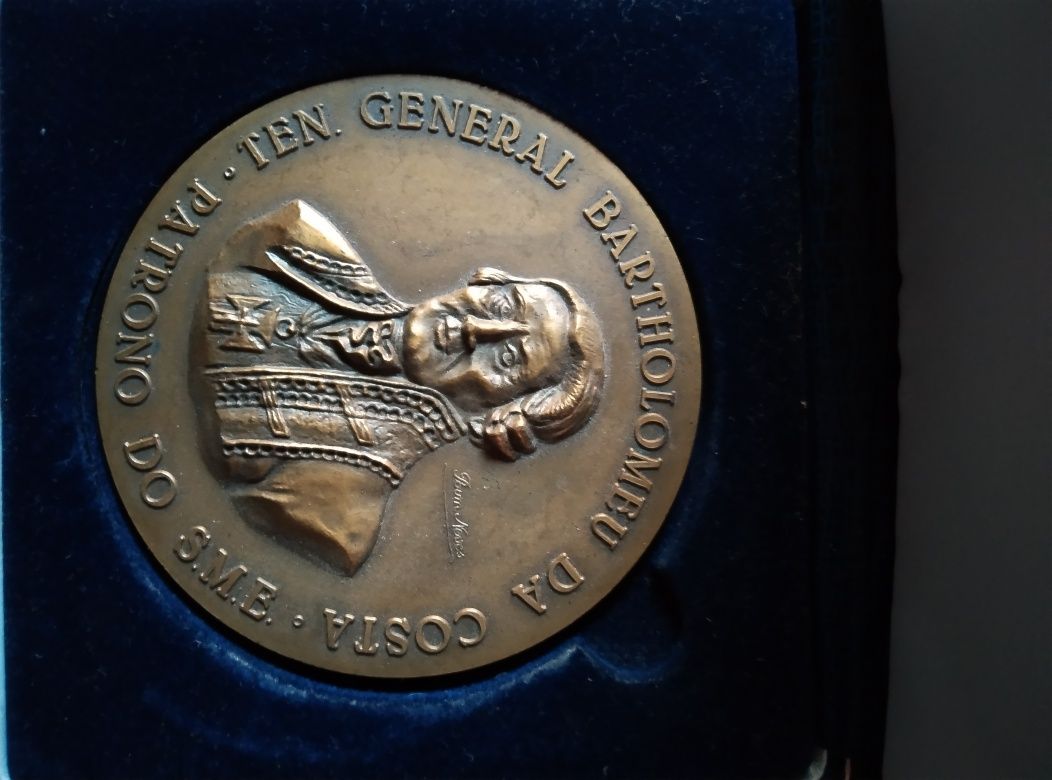 TEN. GENERAL BARTHOLOMEU DA COSTA •
PATRONO DO S.M.E. •